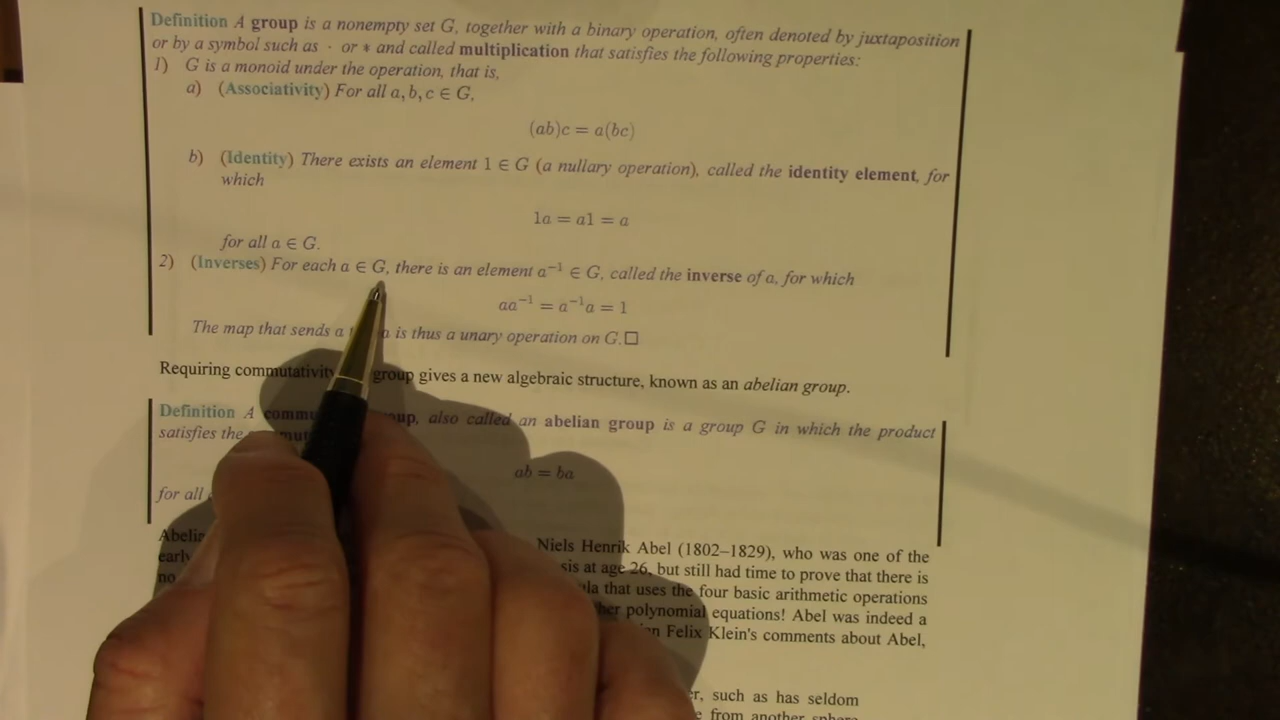 Definition A group is a nonempty set G, together with a binary operation, often denoted by juxtaposition
or by a symbol such as · or * and called multiplication that satisfies the following properties:
1) G is a monoid under the operation, that is,
a) (Associativity) For all a, b, c ∈ G,
(ab)c = a(bc)
b) (Identity) There exists an element 1 ∈ G (a nullary operation), called the identity element, for
which
1a = a1 = a
for all a ∈ G.
2) (Inverses) For each a ∈ G, there is an element a⁻¹ ∈ G, called the inverse of a, for which
aa⁻¹ = a⁻¹a = 1
The map that sends a is thus a unary operation on G.□
Requiring commutativity group gives a new algebraic structure, known as an abelian group.
Definition A also called an abelian group is a group G in which the product
satisfies the
ab = ba
for all
Niels Henrik Abel (1802–1829), who was one of the
early at age 26, but still had time to prove that there is
no that uses the four basic arithmetic operations
polynomial equations! Abel was indeed a
Felix Klein's comments about Abel,
such as has seldom
from another sphere